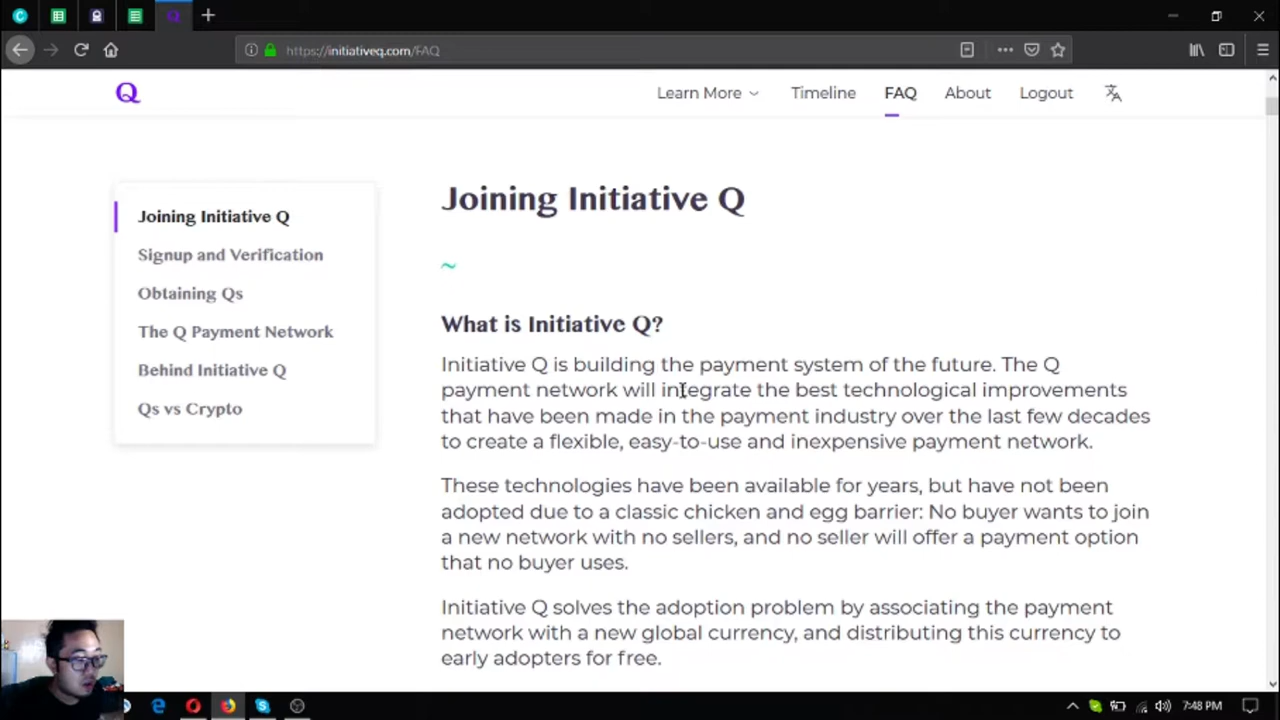 https://initiativeq.com/FAQ
Q
Learn More
Timeline
FAQ
About
Logout
Joining Initiative Q
Signup and Verification
Obtaining Qs
The Q Payment Network
Behind Initiative Q
Qs vs Crypto
Joining Initiative Q
~
What is Initiative Q?
Initiative Q is building the payment system of the future. The Q
payment network will integrate the best technological improvements
that have been made in the payment industry over the last few decades
to create a flexible, easy-to-use and inexpensive payment network.
These technologies have been available for years, but have not been
adopted due to a classic chicken and egg barrier: No buyer wants to join
a new network with no sellers, and no seller will offer a payment option
that no buyer uses.
Initiative Q solves the adoption problem by associating the payment
network with a new global currency, and distributing this currency to
early adopters for free.
7:48 PM